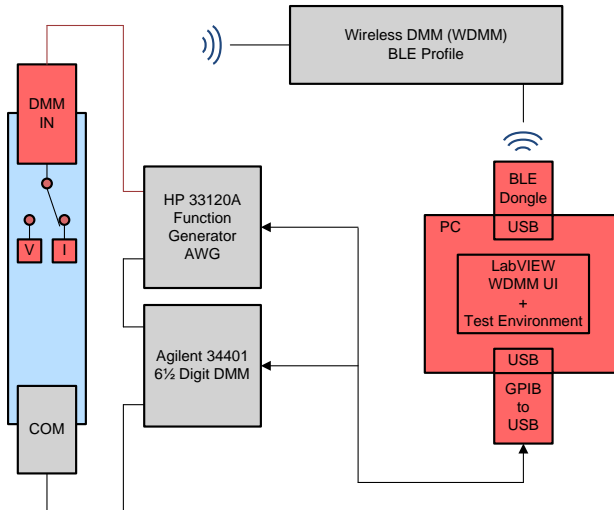 Wireless DMM (WDMM)
BLE Profile
DMM
IN
V
I
COM
HP 33120A
Function
Generator
AWG
Agilent 34401
6½ Digit DMM
BLE
Dongle
USB
PC
LabVIEW
WDMM UI
+
Test Environment
USB
GPIB
to
USB